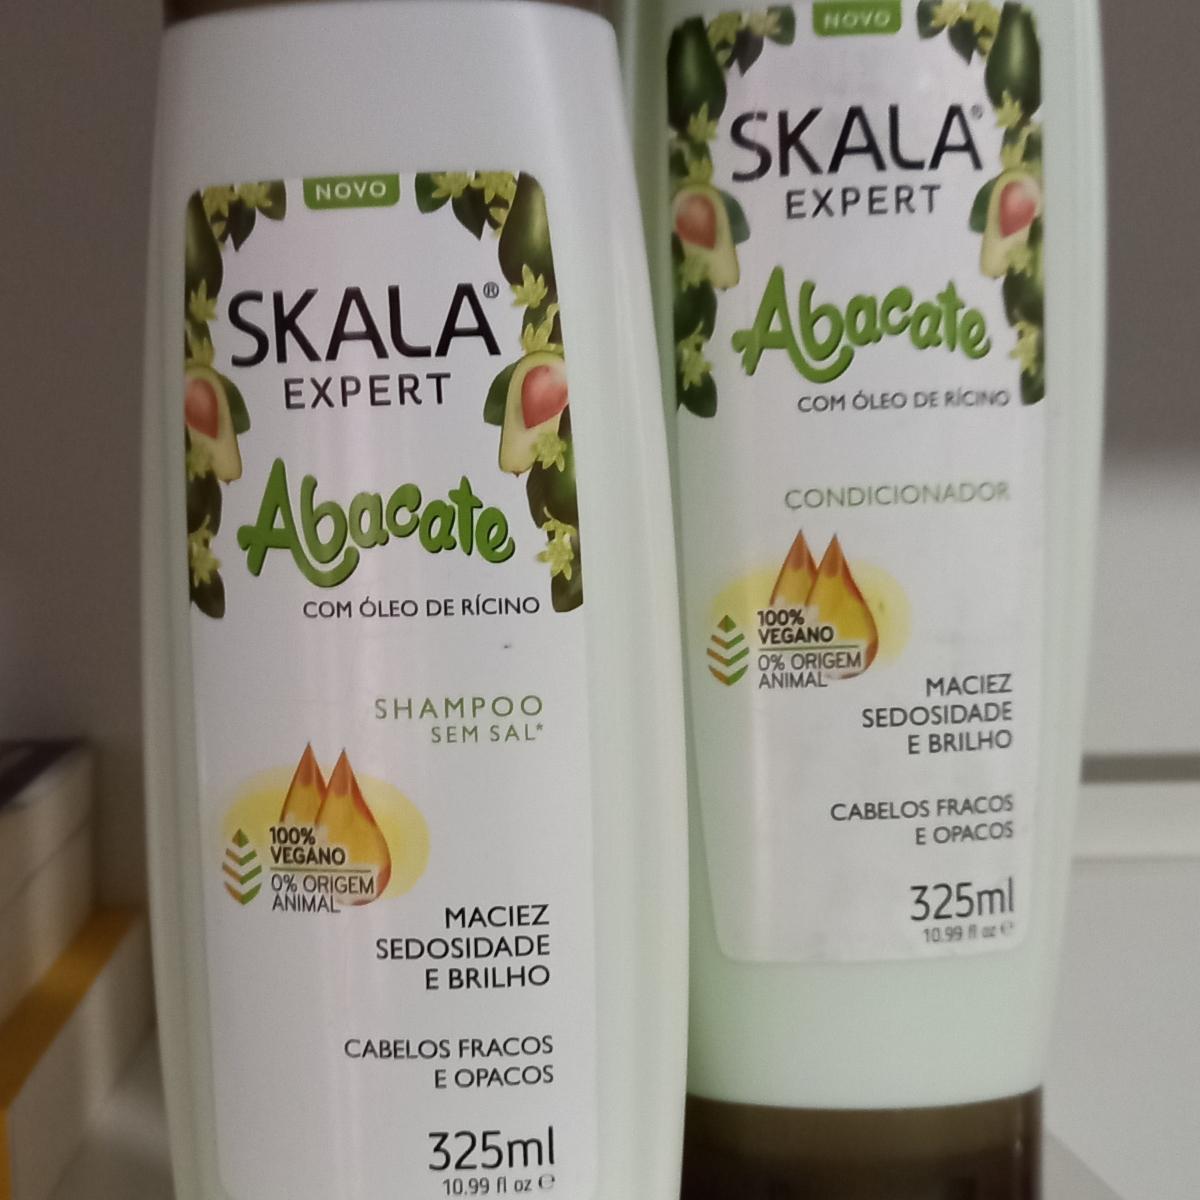 NOVO
SKALA®
EXPERT
Abacate
COM ÓLEO DE RÍCINO
SHAMPOO
SEM SAL*
100%
VEGANO
0% ORIGEM
ANIMAL
MACIEZ
SEDOSIDADE
E BRILHO
CABELOS FRACOS
E OPACOS
325ml
10.99 fl oz ℮
NOVO
SKALA®
EXPERT
Abacate
COM ÓLEO DE RÍCINO
CONDICIONADOR
100%
VEGANO
0% ORIGEM
ANIMAL
MACIEZ
SEDOSIDADE
E BRILHO
CABELOS FRACOS
E OPACOS
325ml
10.99 fl oz ℮